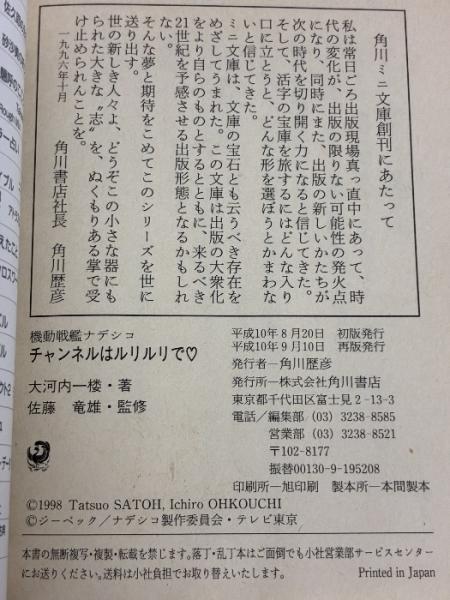 角川ミニ文庫創刊にあたって
私は常日ごろ出版現場真っ直中にあって、時
代の変化が、出版の限りない可能性の発火点
になり、同時にまた、出版の新しいかたちが
次の時代を切り開く力になると信じてきた。
そして、活字の宝庫を旅するにはどんな入り
口に立とうと、どんな形を選ぼうとかまわな
いと信じてきた。
ミニ文庫は、文庫の宝石とも云うべき存在を
めざしてうまれた。この文庫は出版の大衆化
をより自らのものとするとともに、来るべき
21世紀を予感させる出版形態となるかもしれ
ない。
そんな夢と期待をこめてこのシリーズを世に
送り出す。
世の新しき人々よ、どうぞこの小さな器にも
られた大きな〝志〟を、ぬくもりある掌で受
け止められんことを。
一九九六年十月
角川書店社長 角川歴彦
機動戦艦ナデシコ
チャンネルはルリルリで♡
大河内一楼・著
佐藤 竜雄・監修
平成10年8月20日 初版発行
平成10年9月10日 再版発行
発行者―角川歴彦
発行所―株式会社角川書店
東京都千代田区富士見2-13-3
電話/編集部 (03) 3238-8585
営業部 (03) 3238-8521
〒102-8177
振替00130-9-195208
印刷所―旭印刷 製本所―本間製本
©1998 Tatsuo SATOH, Ichiro OHKOUCHI
©ジーベック/ナデシコ製作委員会・テレビ東京
本書の無断複写・複製・転載を禁じます。落丁・乱丁本はご面倒でも小社営業部サービスセンター
にお送りください。送料は小社負担でお取り替えいたします。 Printed in Japan